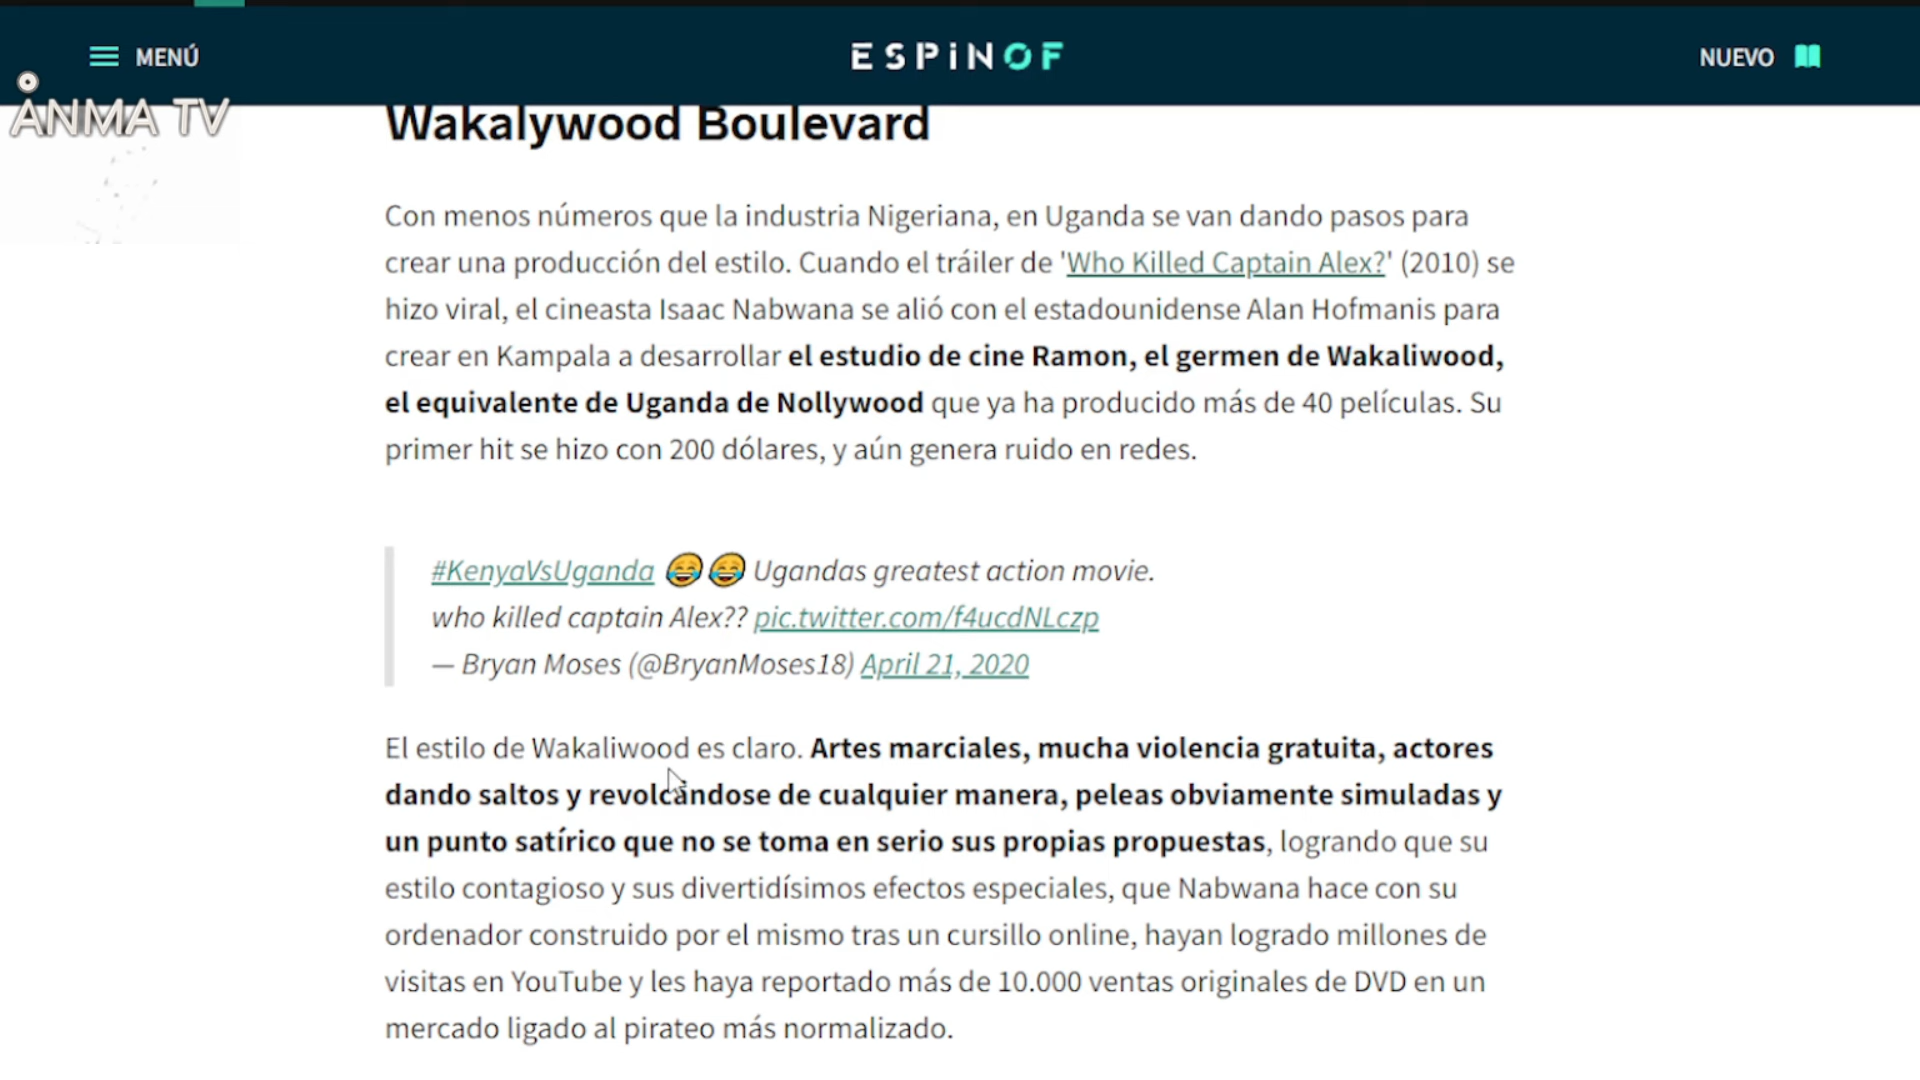 MENÚ
ESPiNOF
NUEVO
ANMA TV
Wakalywood Boulevard
Con menos números que la industria Nigeriana, en Uganda se van dando pasos para
crear una producción del estilo. Cuando el tráiler de 'Who Killed Captain Alex?' (2010) se
hizo viral, el cineasta Isaac Nabwana se alió con el estadounidense Alan Hofmanis para
crear en Kampala a desarrollar el estudio de cine Ramon, el germen de Wakaliwood,
el equivalente de Uganda de Nollywood que ya ha producido más de 40 películas. Su
primer hit se hizo con 200 dólares, y aún genera ruido en redes.
#KenyaVsUganda 😂😂 Ugandas greatest action movie.
who killed captain Alex?? pic.twitter.com/f4ucdNLczp
— Bryan Moses (@BryanMoses18) April 21, 2020
El estilo de Wakaliwood es claro. Artes marciales, mucha violencia gratuita, actores
dando saltos y revolcándose de cualquier manera, peleas obviamente simuladas y
un punto satírico que no se toma en serio sus propias propuestas, logrando que su
estilo contagioso y sus divertidísimos efectos especiales, que Nabwana hace con su
ordenador construido por el mismo tras un cursillo online, hayan logrado millones de
visitas en YouTube y les haya reportado más de 10.000 ventas originales de DVD en un
mercado ligado al pirateo más normalizado.